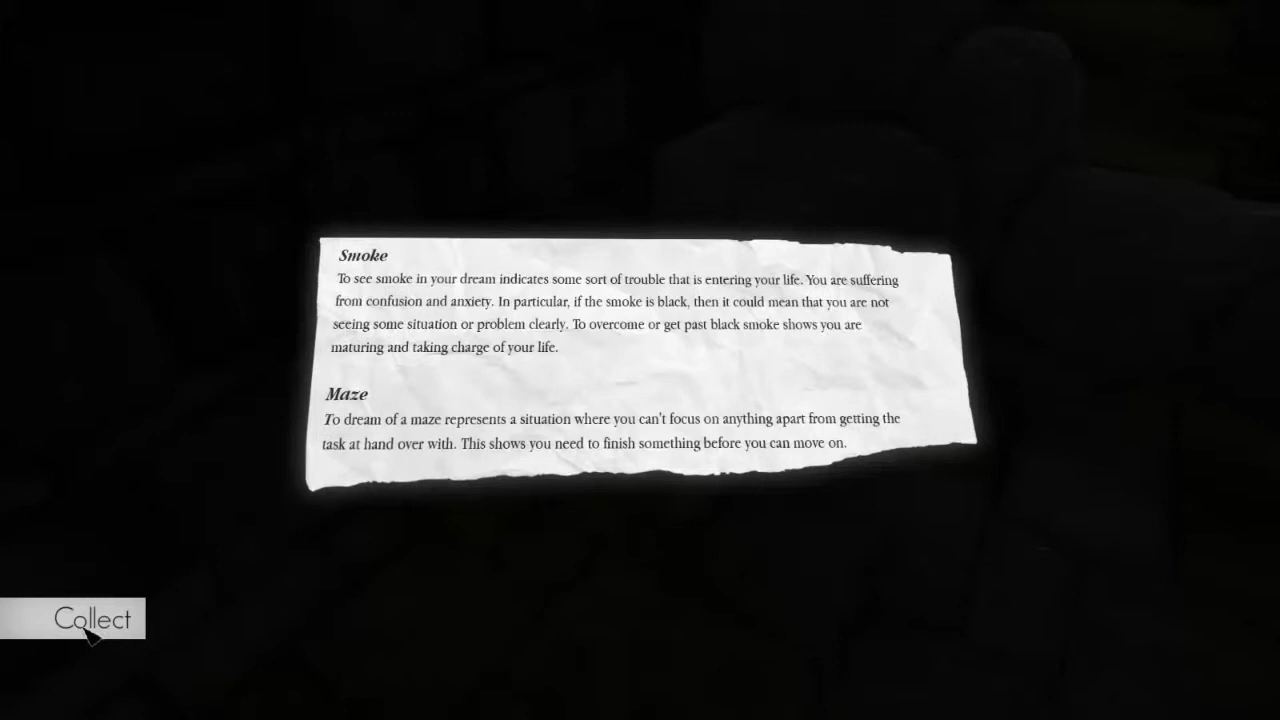 Smoke
To see smoke in your dream indicates some sort of trouble that is entering your life. You are suffering
from confusion and anxiety. In particular, if the smoke is black, then it could mean that you are not
seeing some situation or problem clearly. To overcome or get past black smoke shows you are
maturing and taking charge of your life.
Maze
To dream of a maze represents a situation where you can't focus on anything apart from getting the
task at hand over with. This shows you need to finish something before you can move on.
Collect